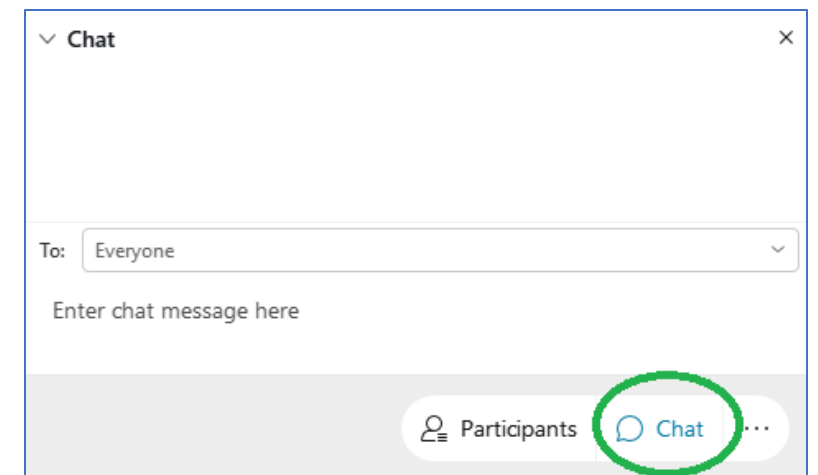 Chat
To: Everyone
Enter chat message here
Participants Chat ...